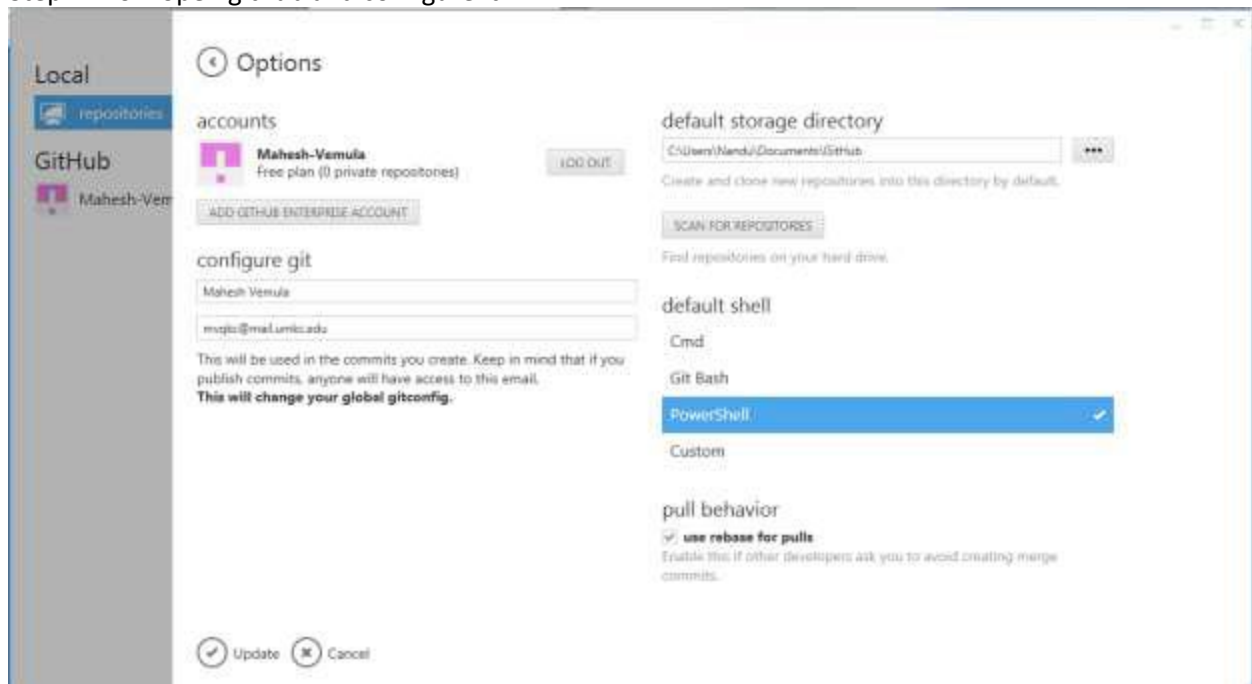 Local
repositories
GitHub
Mahesh-Vem
Options
accounts
Mahesh-Vemula
Free plan (0 private repositories)
LOG OUT
ADD GITHUB ENTERPRISE ACCOUNT
configure git
Mahesh Vemula
This will be used in the commits you create. Keep in mind that if you
publish commits, anyone will have access to this email.
This will change your global gitconfig.
Update
Cancel
default storage directory
C:\Users\Nandu\Documents\GitHub
Create and clone new repositories into this directory by default.
SCAN FOR REPOSITORIES
Find repositories on your hard drive.
default shell
Cmd
Git Bash
PowerShell
Custom
pull behavior
use rebase for pulls
Enable this if other developers ask you to avoid creating merge
commits.